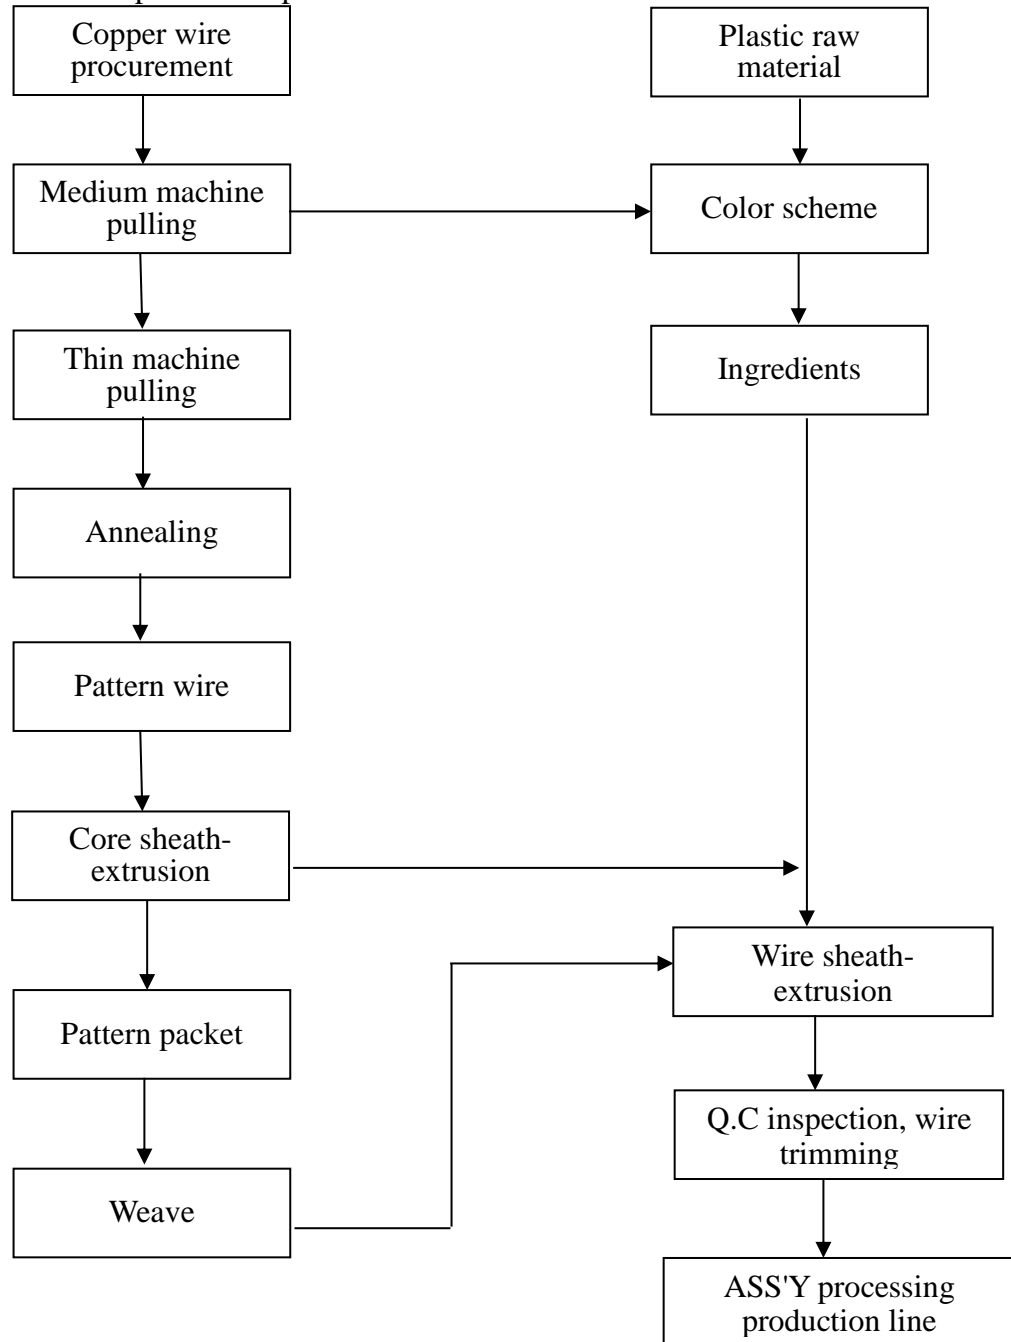 Copper wire
procurement
Plastic raw
material
Medium machine
pulling
Color scheme
Thin machine
pulling
Ingredients
Annealing
Pattern wire
Core sheath-
extrusion
Wire sheath-
extrusion
Pattern packet
Q.C inspection, wire
trimming
Weave
ASS'Y processing
production line